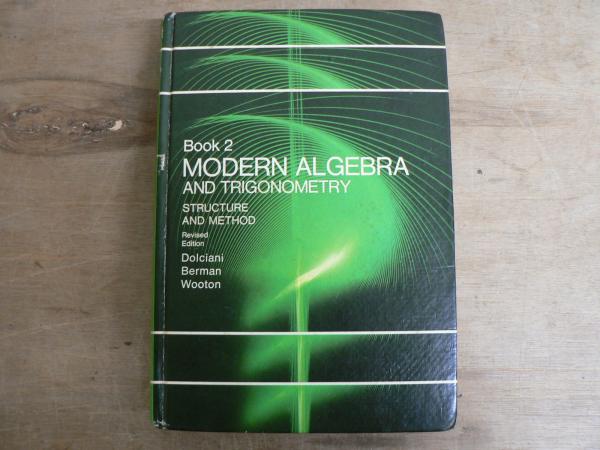 Book 2
MODERN ALGEBRA
AND TRIGONOMETRY
STRUCTURE
AND METHOD
Revised
Edition
Dolciani
Berman
Wooton